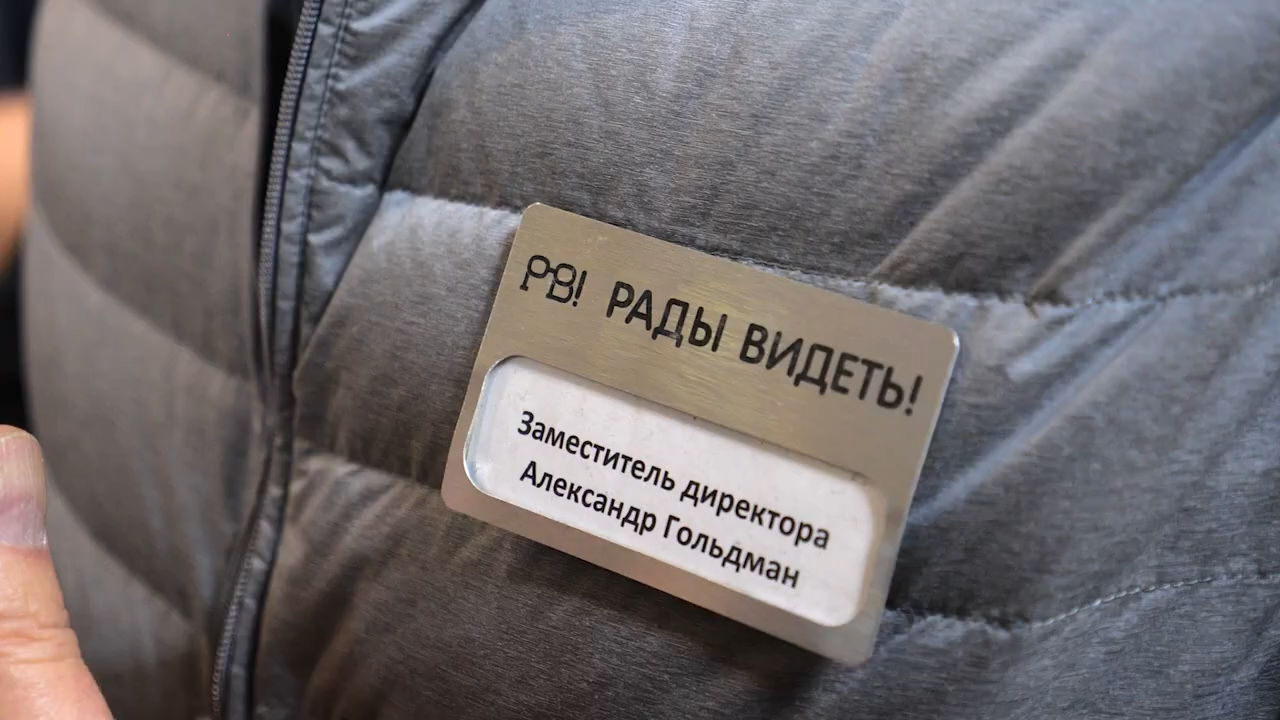 РВ! РАДЫ ВИДЕТЬ!
Заместитель директора
Александр Гольдман